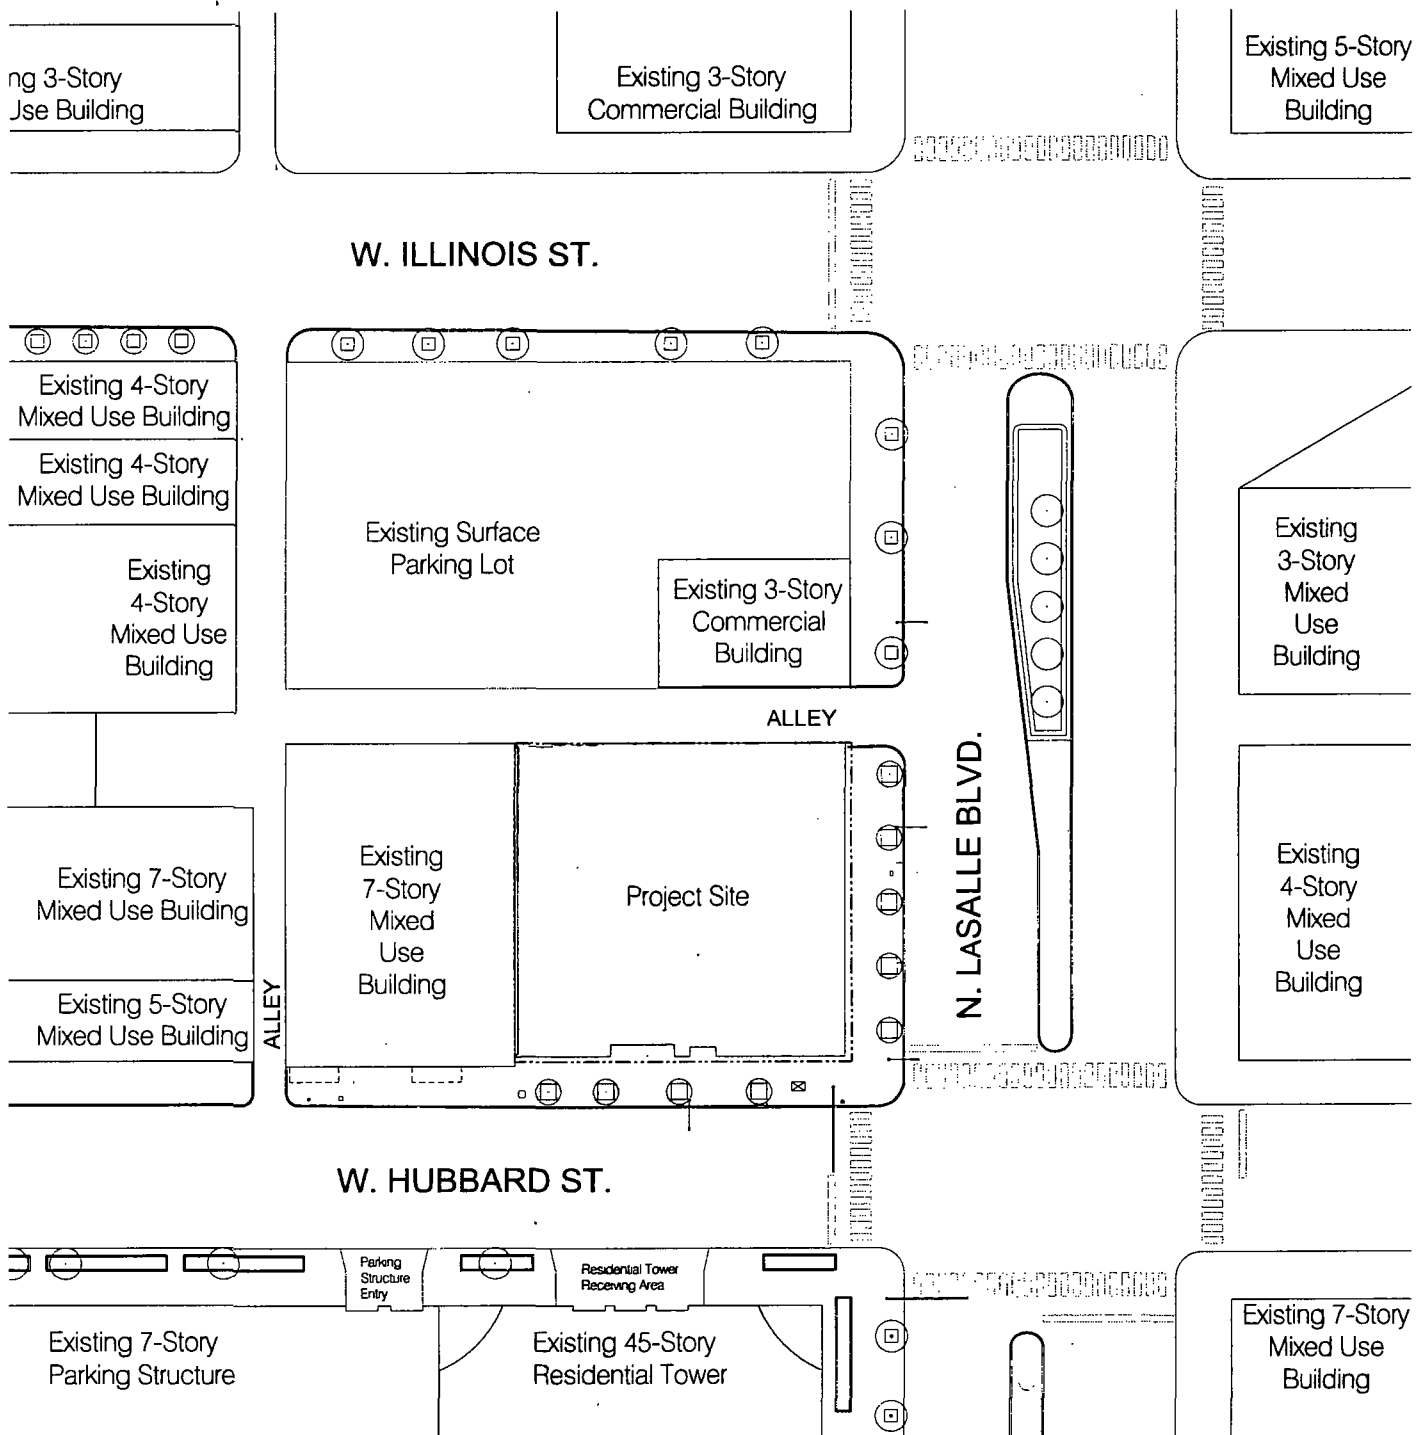 ng 3-Story
Use Building
Existing 3-Story
Commercial Building
Existing 5-Story
Mixed Use
Building
W. ILLINOIS ST.
Existing 4-Story
Mixed Use Building
Existing 4-Story
Mixed Use Building
Existing
4-Story
Mixed Use
Building
Existing Surface
Parking Lot
Existing 3-Story
Commercial
Building
Existing
3-Story
Mixed
Use
Building
ALLEY
N. LASALLE BLVD.
Existing 7-Story
Mixed Use Building
Existing
7-Story
Mixed
Use
Building
Project Site
Existing
4-Story
Mixed
Use
Building
Existing 5-Story
Mixed Use Building
ALLEY
W. HUBBARD ST.
Parking
Structure
Entry
Residential Tower
Receiving Area
Existing 7-Story
Parking Structure
Existing 45-Story
Residential Tower
Existing 7-Story
Mixed Use
Building